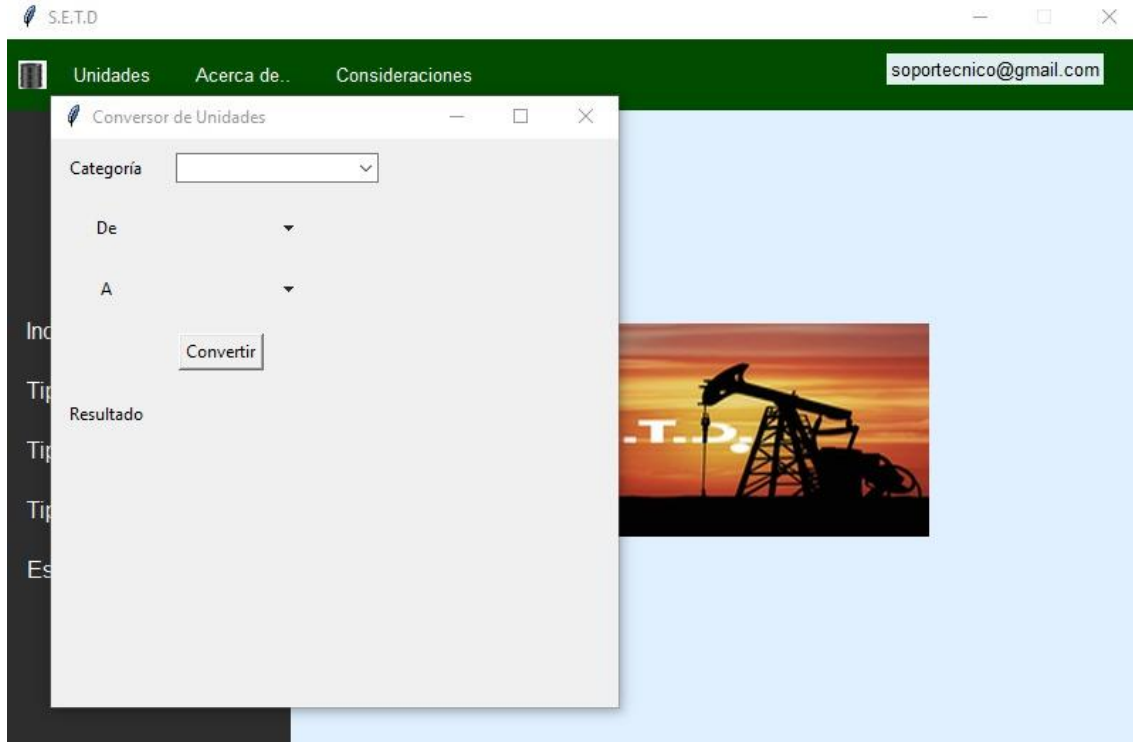 S.E.T.D
Unidades Acerca de.. Consideraciones soportecnico@gmail.com
Conversor de Unidades
Categoría
De
A
Convertir
Resultado
.T.D.